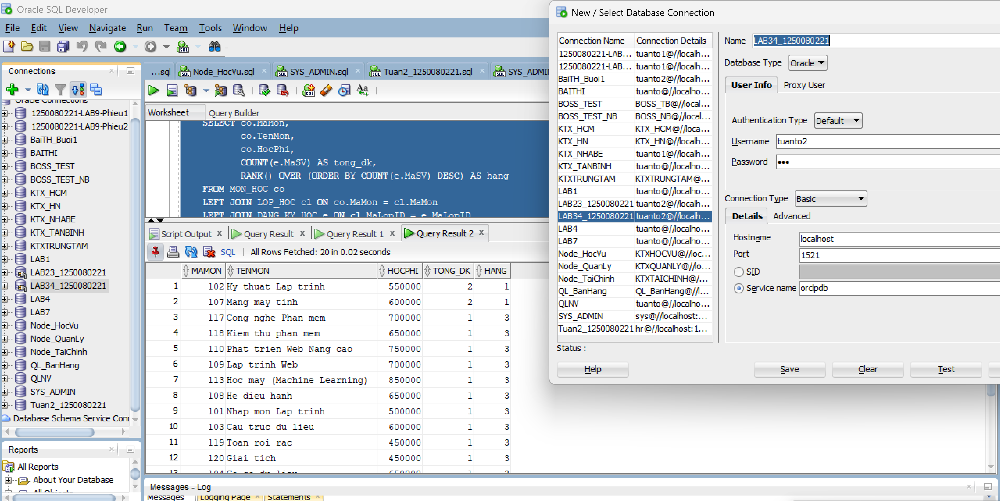 Oracle SQL Developer
File Edit View Navigate Run Team Tools Window Help
Connections
Oracle Connections
1250080221-LAB9-Phieu1
1250080221-LAB9-Phieu2
BaiTH_Buoi1
BAITHI
BOSS_TEST
BOSS_TEST_NB
KTX_HCM
KTX_HN
KTX_NHABE
KTX_TANBINH
KTXTRUNGTAM
LAB1
LAB23_1250080221
LAB34_1250080221
LAB4
LAB7
Node_HocVu
Node_QuanLy
Node_TaiChinh
QL_BanHang
QLNV
SYS_ADMIN
Tuan2_1250080221
Database Schema Service Conn
Reports
All Reports
About Your Database
All Objects
...sql Node_HocVu.sql SYS_ADMIN.sql Tuan2_1250080221.sql SYS_ADMIN
Worksheet Query Builder
SELECT co.MaMon,
co.TenMon,
co.HocPhi,
COUNT(e.MaSV) AS tong_dk,
RANK() OVER (ORDER BY COUNT(e.MaSV) DESC) AS hang
FROM MON_HOC co
LEFT JOIN LOP_HOC cl ON co.MaMon = cl.MaMon
LEFT JOIN DANG_KY_HOC e ON cl.MaLopID = e.MaLopID
Script Output Query Result Query Result 1 Query Result 2
SQL All Rows Fetched: 20 in 0.02 seconds
MAMON TENMON HOCPHI TONG_DK HANG
1 102 Ky thuat Lap trinh 550000 2 1
2 107 Mang may tinh 600000 2 1
3 117 Cong nghe Phan mem 700000 1 3
4 118 Kiem thu phan mem 650000 1 3
5 110 Phat trien Web Nang cao 750000 1 3
6 109 Lap trinh Web 700000 1 3
7 113 Hoc may (Machine Learning) 850000 1 3
8 108 He dieu hanh 650000 1 3
9 101 Nhap mon Lap trinh 500000 1 3
10 103 Cau truc du lieu 600000 1 3
11 119 Toan roi rac 450000 1 3
12 120 Giai tich 450000 1 3
13 104 Co so du lieu 650000 1 3
Messages - Log
Messages Logging Page Statements
New / Select Database Connection
Connection Name Connection Details
1250080221-LAB... tuanto1@//localh...
1250080221-LAB... tuanto1@//localh...
BaiTH_Buoi1 tuanto2@//localh...
BAITHI tuanto@//localho...
BOSS_TEST BOSS_TB@//local...
BOSS_TEST_NB BOSS_NB@//local...
KTX_HCM KTX_HCM@//loca...
KTX_HN KTX_HN@//localh...
KTX_NHABE tuanto1@//localh...
KTX_TANBINH tuanto@//localho...
KTXTRUNGTAM KTXTRUNGTAM@...
LAB1 tuanto@//localho...
LAB23_1250080221 tuanto2@//localh...
LAB34_1250080221 tuanto2@//localh...
LAB4 tuanto@//localho...
LAB7 tuanto@//localho...
Node_HocVu KTXHOCVU@//loc...
Node_QuanLy KTXQUANLY@//lo...
Node_TaiChinh KTXTAICHINH@/...
QL_BanHang QL_BanHang@//l...
QLNV tuanto@//localho...
SYS_ADMIN sys@//localhost:...
Tuan2_1250080221 hr@//localhost:1...
Status :
Name LAB34_1250080221
Database Type Oracle
User Info Proxy User
Authentication Type Default
Username tuanto2
Password •••
Connection Type Basic
Details Advanced
Hostname localhost
Port 1521
SID
Service name orclpdb
Help Save Clear Test